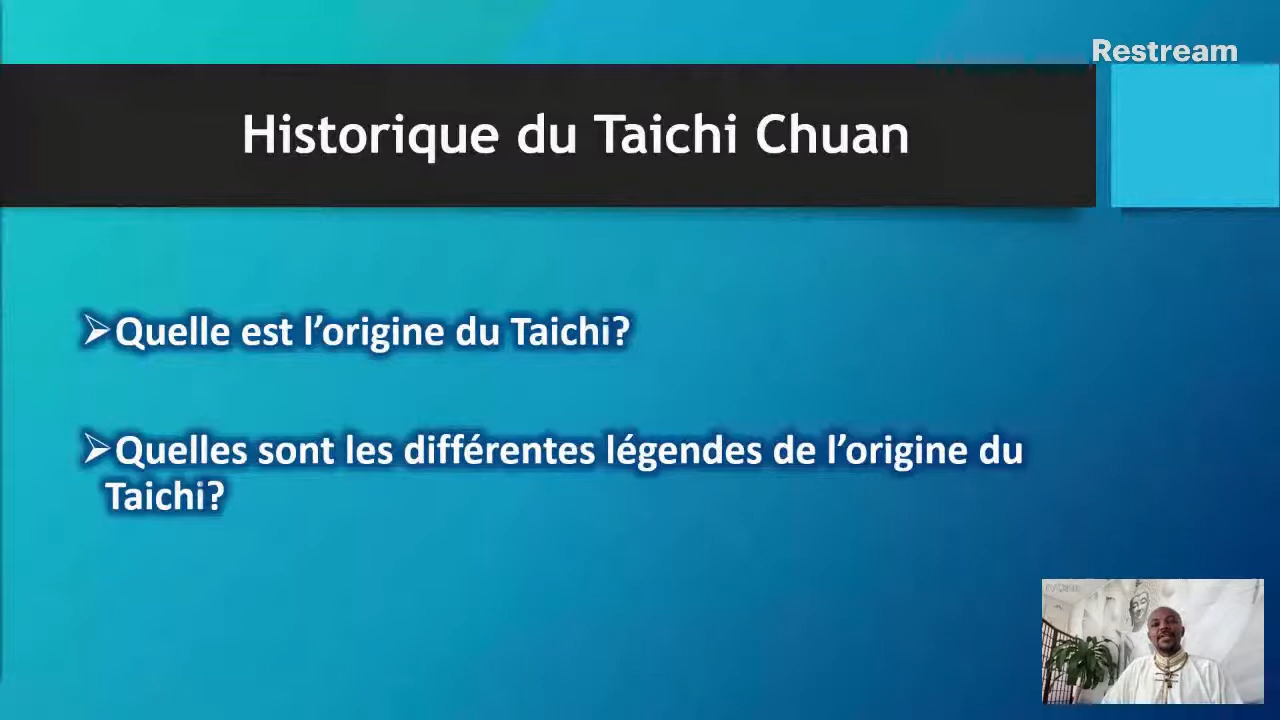 Restream
Historique du Taichi Chuan
➢Quelle est l’origine du Taichi?
➢Quelles sont les différentes légendes de l’origine du
Taichi?